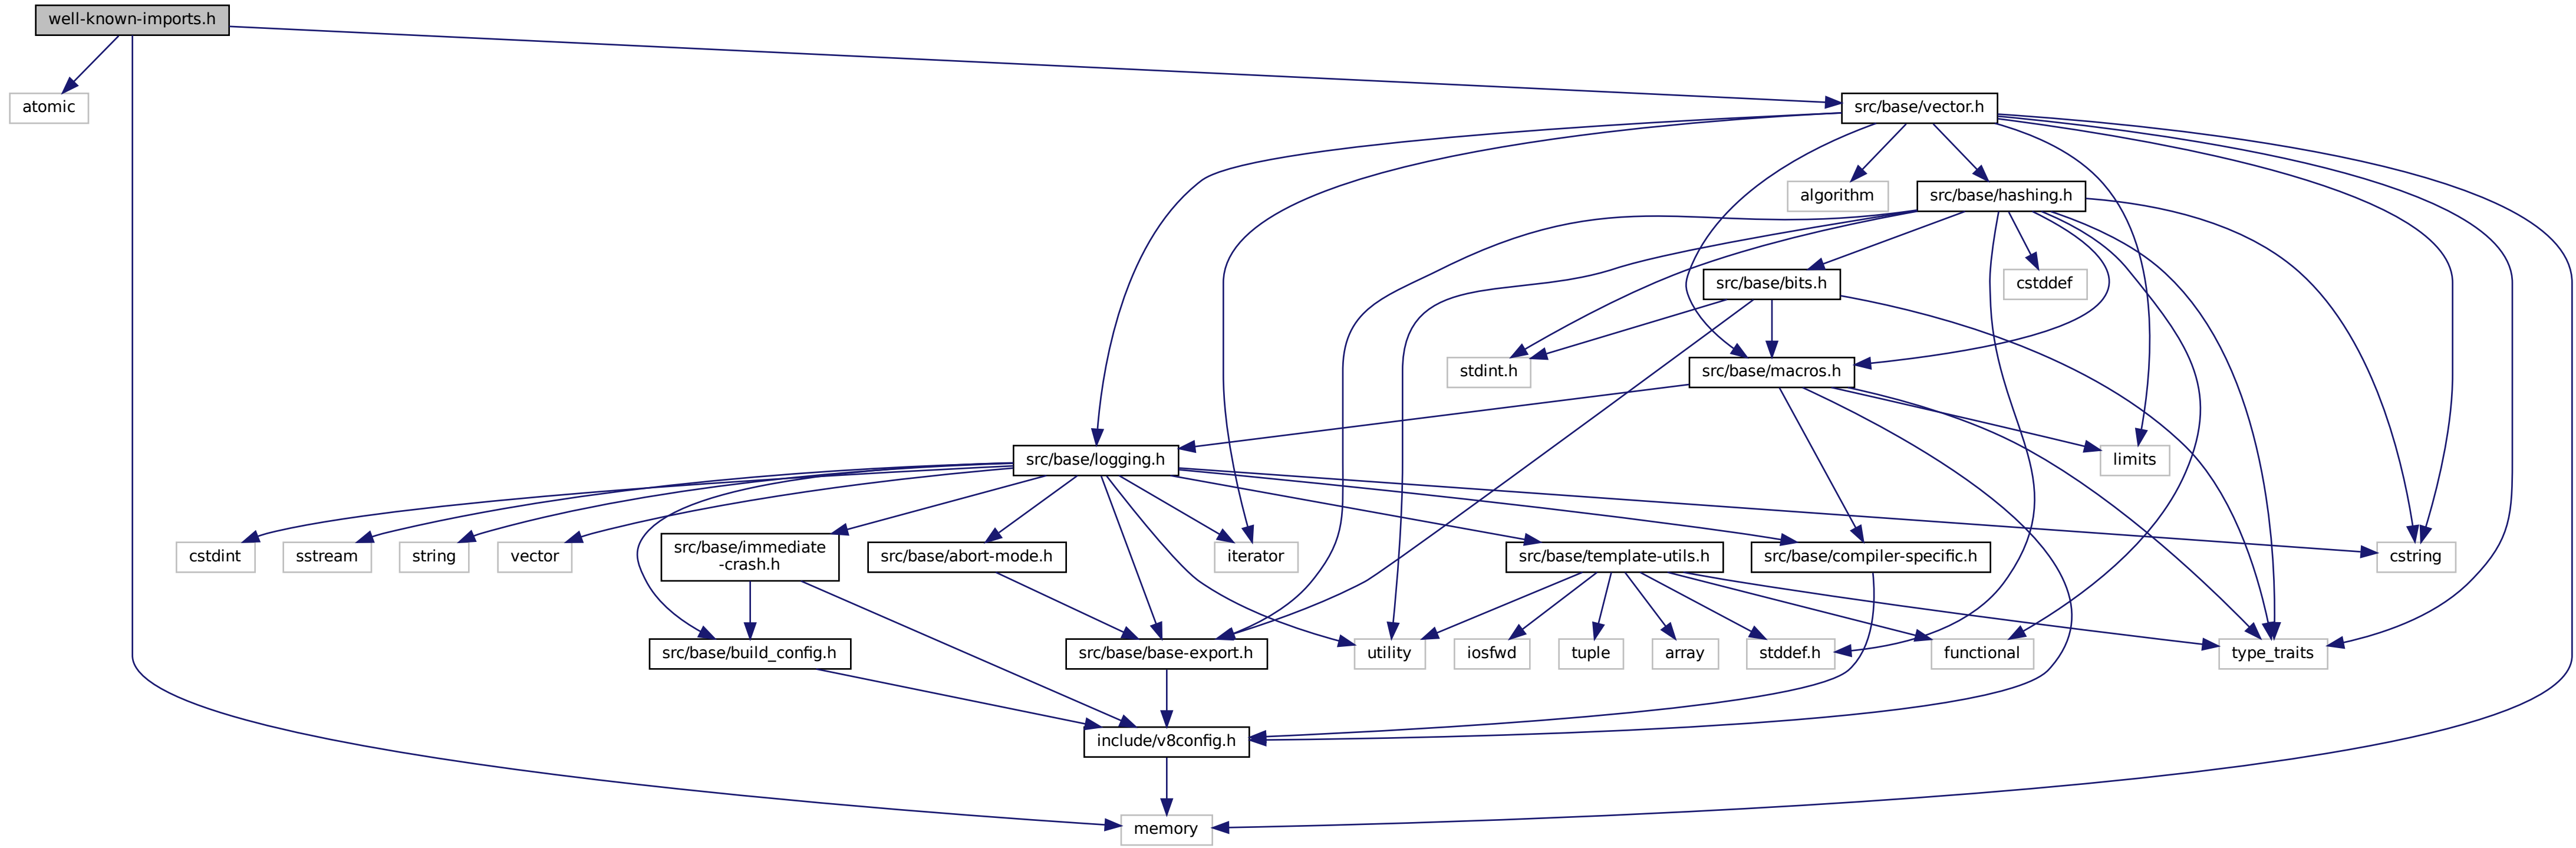 well-known-imports.h
atomic
src/base/vector.h
algorithm
src/base/hashing.h
src/base/bits.h
cstddef
stdint.h
src/base/macros.h
src/base/logging.h
limits
cstdint
sstream
string
vector
src/base/immediate
-crash.h
src/base/abort-mode.h
iterator
src/base/template-utils.h
src/base/compiler-specific.h
cstring
src/base/build_config.h
src/base/base-export.h
utility
iosfwd
tuple
array
stddef.h
functional
type_traits
include/v8config.h
memory